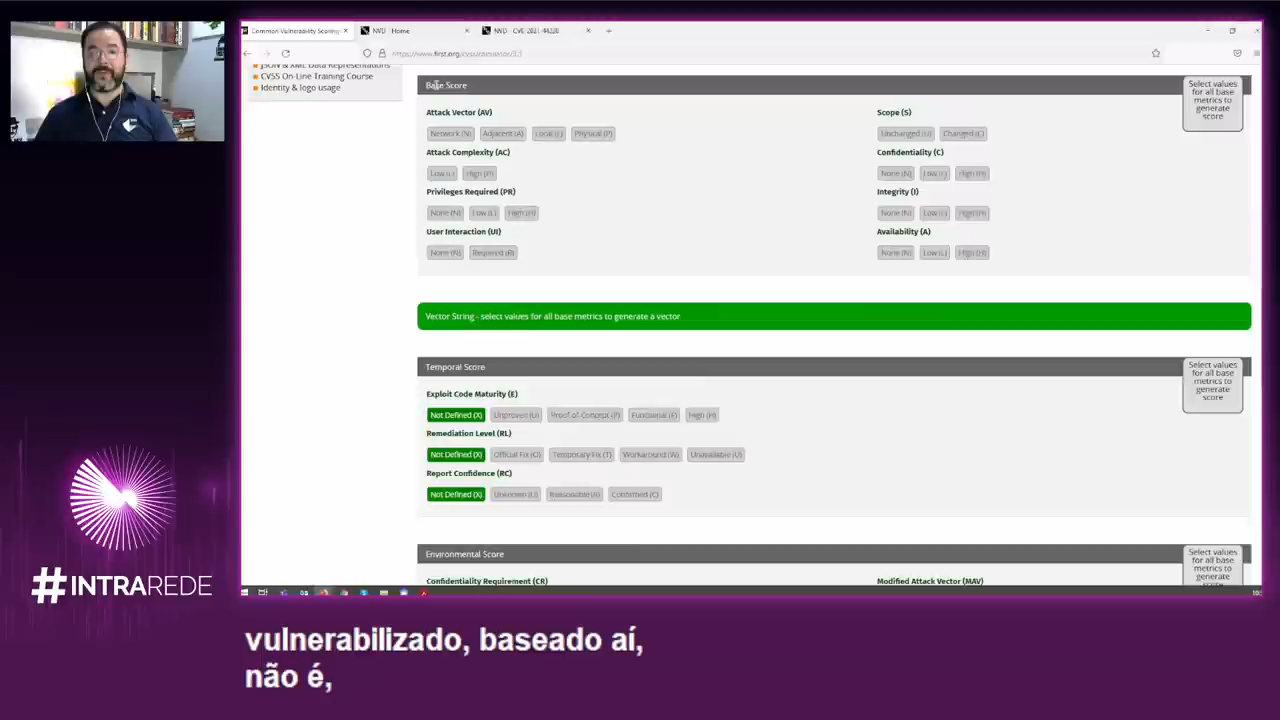 Common Vulnerability Scoring
NVD - Home
NVD - CVE-2021-44228
https://www.first.org/cvss/calculator/3.1
JSON & XML Data Representations
CVSS On-Line Training Course
Identity & logo usage
Base Score
Select values for all base metrics to generate score
Attack Vector (AV)
Network (N) Adjacent (A) Local (L) Physical (P)
Attack Complexity (AC)
Low (L) High (H)
Privileges Required (PR)
None (N) Low (L) High (H)
User Interaction (UI)
None (N) Required (R)
Scope (S)
Unchanged (U) Changed (C)
Confidentiality (C)
None (N) Low (L) High (H)
Integrity (I)
None (N) Low (L) High (H)
Availability (A)
None (N) Low (L) High (H)
Vector String - select values for all base metrics to generate a vector
Temporal Score
Select values for all base metrics to generate score
Exploit Code Maturity (E)
Not Defined (X) Unproven (U) Proof-of-Concept (P) Functional (F) High (H)
Remediation Level (RL)
Not Defined (X) Official Fix (O) Temporary Fix (T) Workaround (W) Unavailable (U)
Report Confidence (RC)
Not Defined (X) Unknown (U) Reasonable (R) Confirmed (C)
Environmental Score
Select values for all base metrics to generate
Confidentiality Requirement (CR)
Modified Attack Vector (MAV)
#INTRAREDE
vulnerabilizado, baseado aí,
não é,